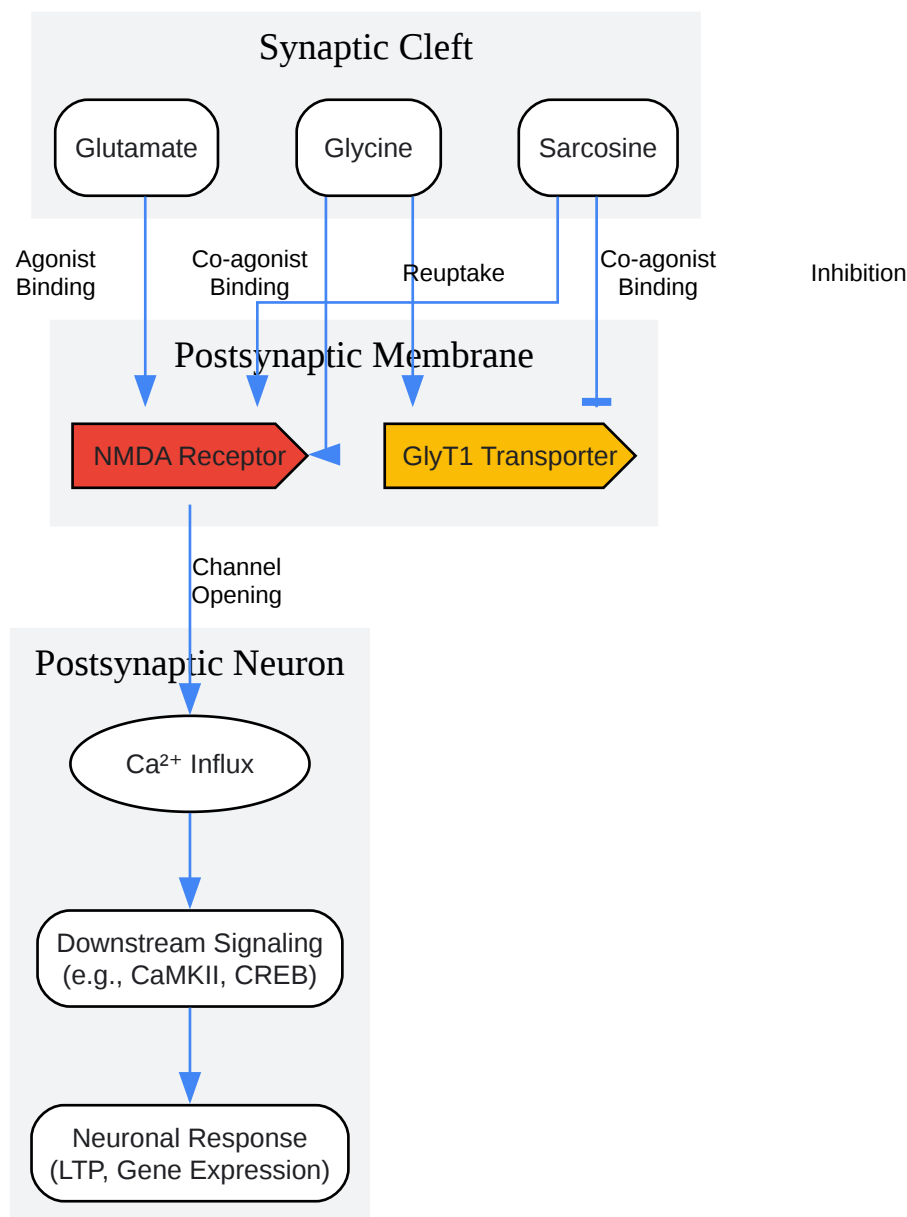 Synaptic Cleft
Glutamate
Glycine
Sarcosine
Agonist
Binding
Co-agonist
Binding
Reuptake
Co-agonist
Binding
Inhibition
Postsynaptic Membrane
NMDA Receptor
GlyT1 Transporter
Channel
Opening
Postsynaptic Neuron
Ca²⁺ Influx
Downstream Signaling
(e.g., CaMKII, CREB)
Neuronal Response
(LTP, Gene Expression)